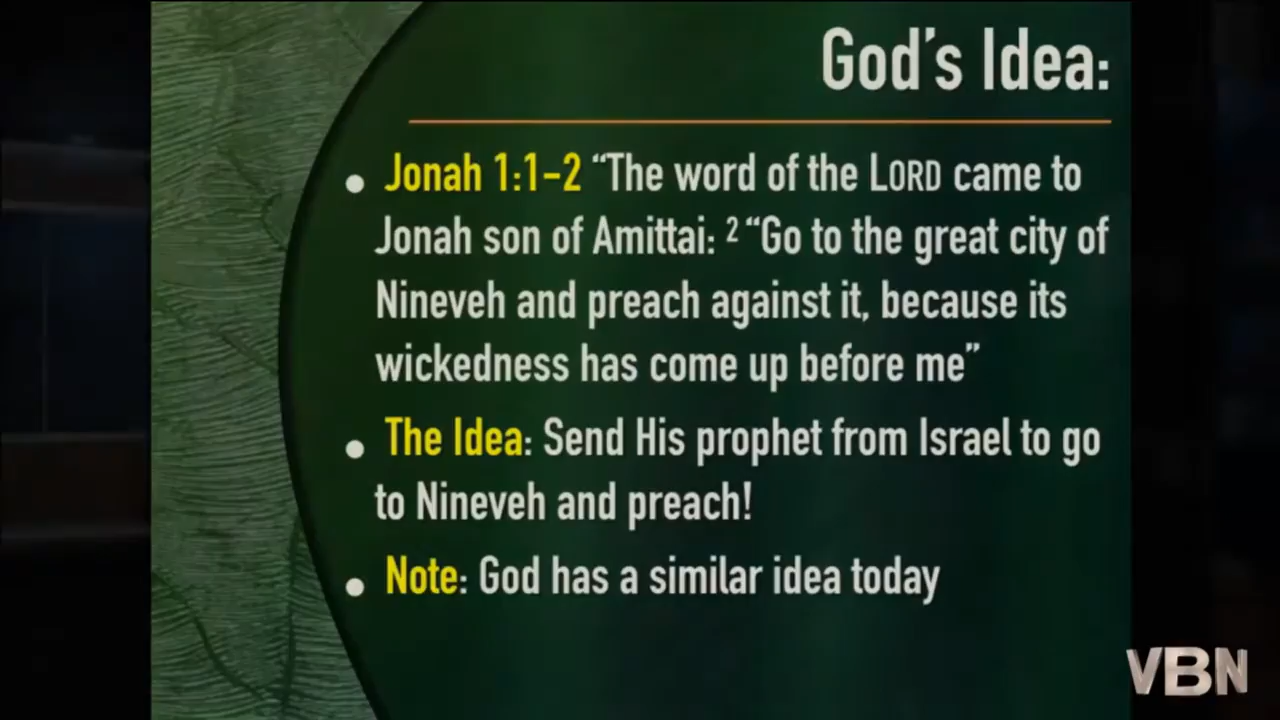 God’s Idea:
• Jonah 1:1–2 “The word of the LORD came to
Jonah son of Amittai: ² “Go to the great city of
Nineveh and preach against it, because its
wickedness has come up before me”
• The Idea: Send His prophet from Israel to go
to Nineveh and preach!
• Note: God has a similar idea today
VBN